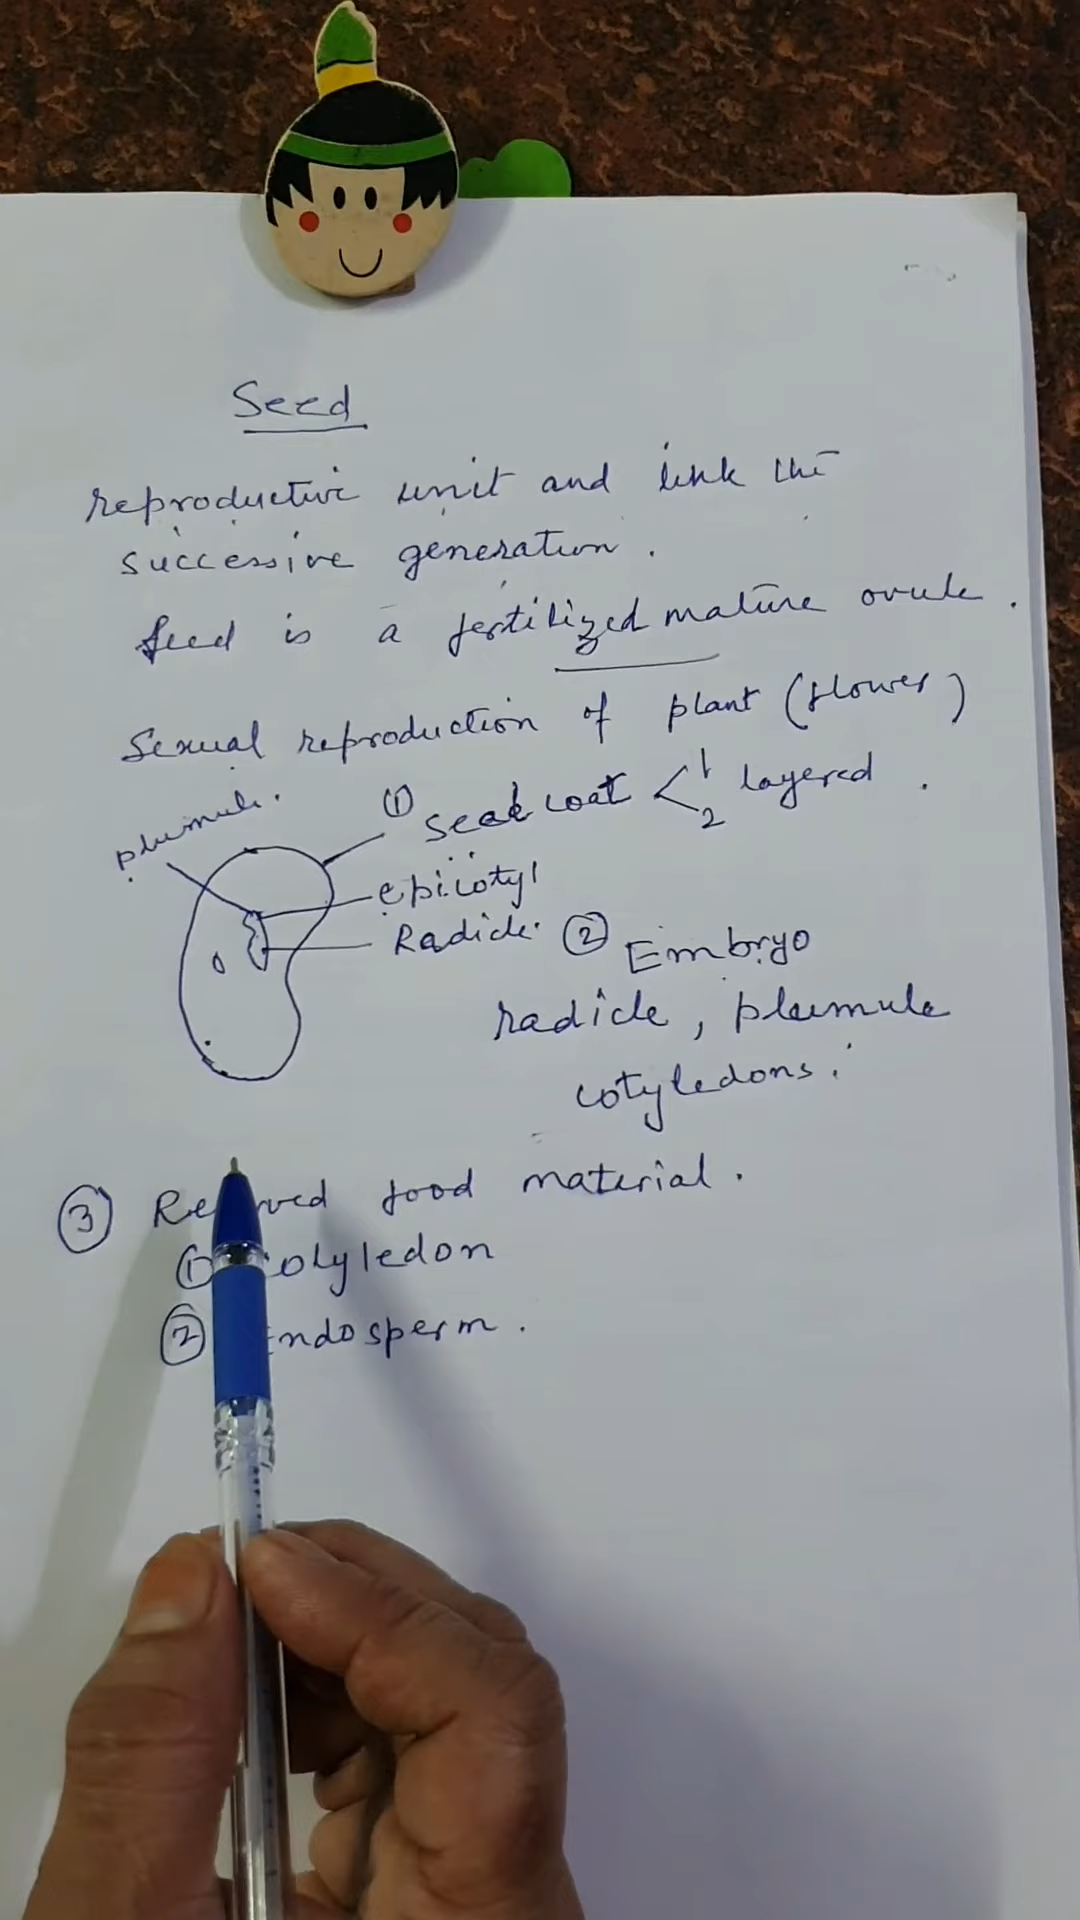 Seed
reproductive unit and link the
successive generation.
Seed is a fertilized mature ovule.
Sexual reproduction of plant (flower)
plumule.
① Seed coat < 1 2 layered.
epicotyl
Radicle.
② Embryo
radicle, plumule
cotyledons.
③ Re rved food material.
① cotyledon
② Endosperm.